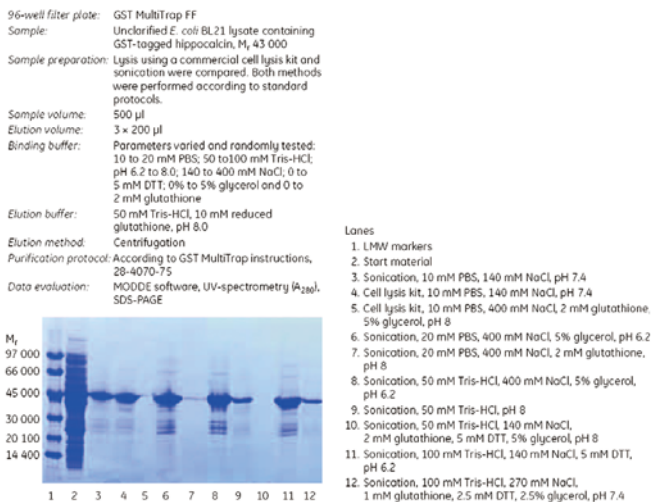 96-well filter plate: GST MultiTrap FF
Sample: Unclarified E. coli BL21 lysate containing
GST-tagged hippocalcin, Mr 43 000
Sample preparation: Lysis using a commercial cell lysis kit and
sonication were compared. Both methods
were performed according to standard
protocols.
Sample volume: 500 µl
Elution volume: 3 × 200 µl
Binding buffer: Parameters varied and randomly tested:
10 to 20 mM PBS; 50 to100 mM Tris-HCl;
pH 6.2 to 8.0; 140 to 400 mM NaCl; 0 to
5 mM DTT; 0% to 5% glycerol and 0 to
2 mM glutathione
Elution buffer: 50 mM Tris-HCl, 10 mM reduced
glutathione, pH 8.0
Elution method: Centrifugation
Purification protocol: According to GST MultiTrap instructions,
28-4070-75
Data evaluation: MODDE software, UV-spectrometry (A280),
SDS-PAGE
Mr
97 000
66 000
45 000
30 000
20 100
14 400
1 2 3 4 5 6 7 8 9 10 11 12
Lanes
1. LMW markers
2. Start material
3. Sonication, 10 mM PBS, 140 mM NaCl, pH 7.4
4. Cell lysis kit, 10 mM PBS, 140 mM NaCl, pH 7.4
5. Cell lysis kit, 10 mM PBS, 400 mM NaCl, 2 mM glutathione,
5% glycerol, pH 8
6. Sonication, 20 mM PBS, 400 mM NaCl, 5% glycerol, pH 6.2
7. Sonication, 20 mM PBS, 400 mM NaCl, 2 mM glutathione,
pH 8
8. Sonication, 50 mM Tris-HCl, 400 mM NaCl, 5% glycerol,
pH 6.2
9. Sonication, 50 mM Tris-HCl, pH 8
10. Sonication, 50 mM Tris-HCl, 140 mM NaCl,
2 mM glutathione, 5 mM DTT, 5% glycerol, pH 8
11. Sonication, 100 mM Tris-HCl, 140 mM NaCl, 5 mM DTT,
pH 6.2
12. Sonication, 100 mM Tris-HCl, 270 mM NaCl,
1 mM glutathione, 2.5 mM DTT, 2.5% glycerol, pH 7.4